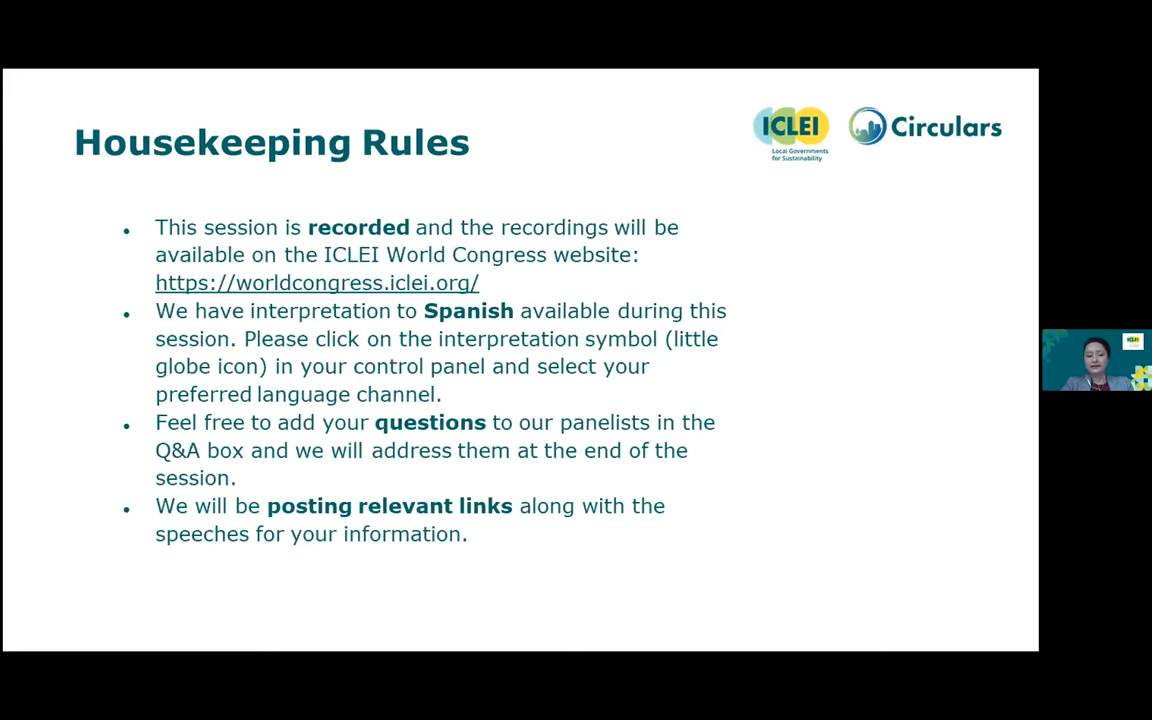 Housekeeping Rules
ICLEI
Local Governments
for Sustainability
Circulars
• This session is recorded and the recordings will be
available on the ICLEI World Congress website:
https://worldcongress.iclei.org/
• We have interpretation to Spanish available during this
session. Please click on the interpretation symbol (little
globe icon) in your control panel and select your
preferred language channel.
• Feel free to add your questions to our panelists in the
Q&A box and we will address them at the end of the
session.
• We will be posting relevant links along with the
speeches for your information.
ICLEI